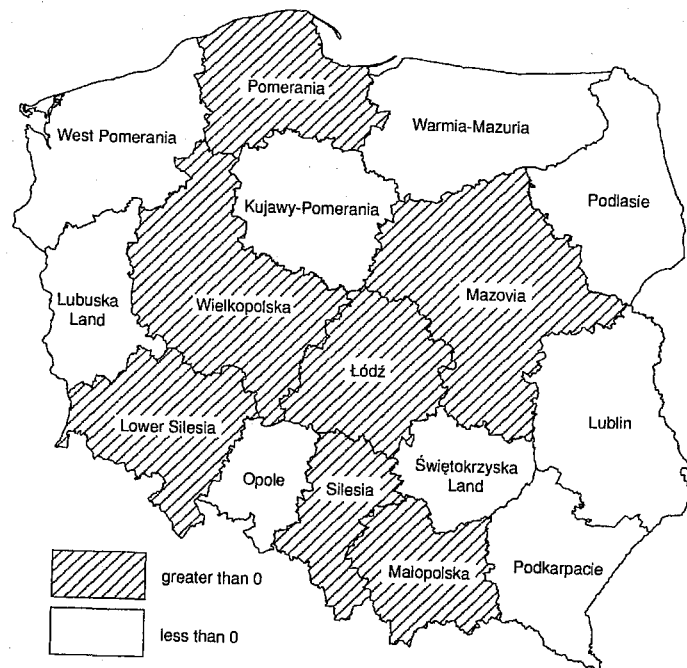 Pomerania
West Pomerania
Warmia-Mazuria
Kujawy-Pomerania
Podlasie
Lubuska
Land
Wielkopolska
Mazovia
Łódź
Lower Silesia
Lublin
Opole
Silesia
Świętokrzyska
Land
Małopolska
Podkarpacie
greater than 0
less than 0